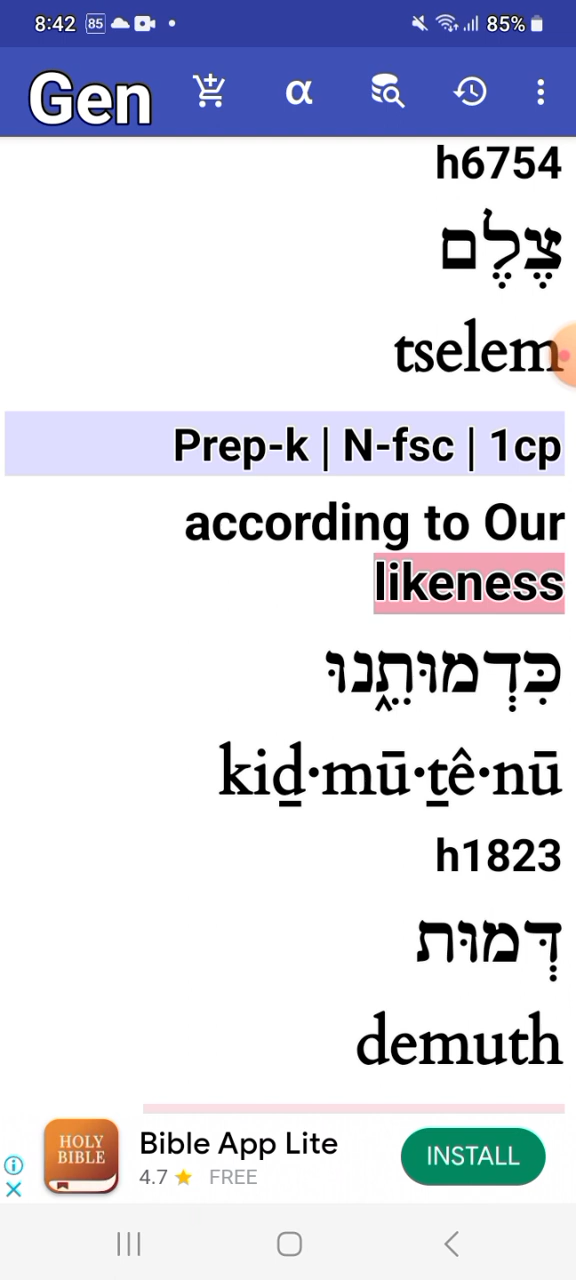 8:42 85 85%
Gen α
h6754
צֶלֶם
tselem
Prep-k | N-fsc | 1cp
according to Our
likeness
כִּדְמוּתֵ֑נוּ
kiḏ·mū·ṯê·nū
h1823
דְּמוּת
demuth
HOLY
BIBLE
Bible App Lite
4.7 ★ FREE
INSTALL